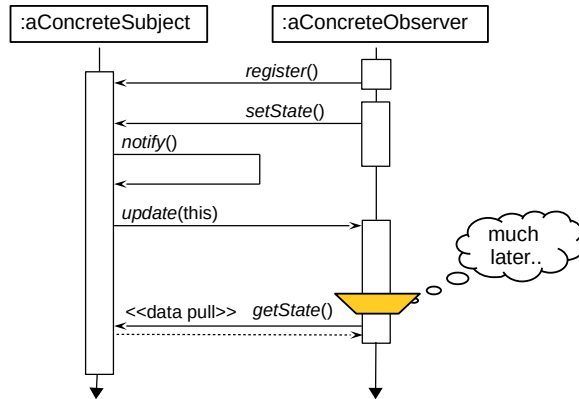 :aConcreteSubject :aConcreteObserver
register()
setState()
notify()
update(this)
much
later..
<<data pull>> getState()